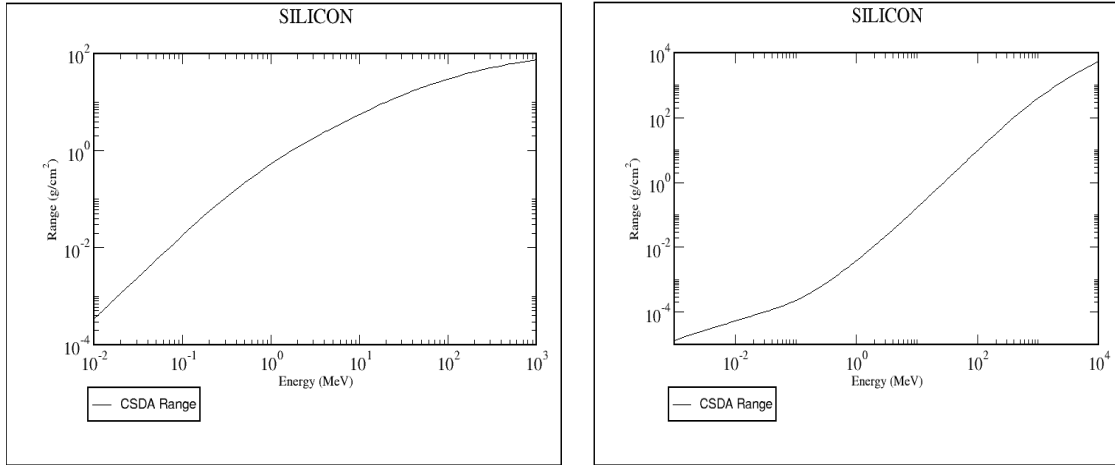 SILICON
10^2
10^0
10^-2
10^-4
Range (g/cm^2)
10^-2 10^-1 10^0 10^1 10^2 10^3
Energy (MeV)
CSDA Range
SILICON
10^4
10^2
10^0
10^-2
10^-4
Range (g/cm^2)
10^-2 10^0 10^2 10^4
Energy (MeV)
CSDA Range